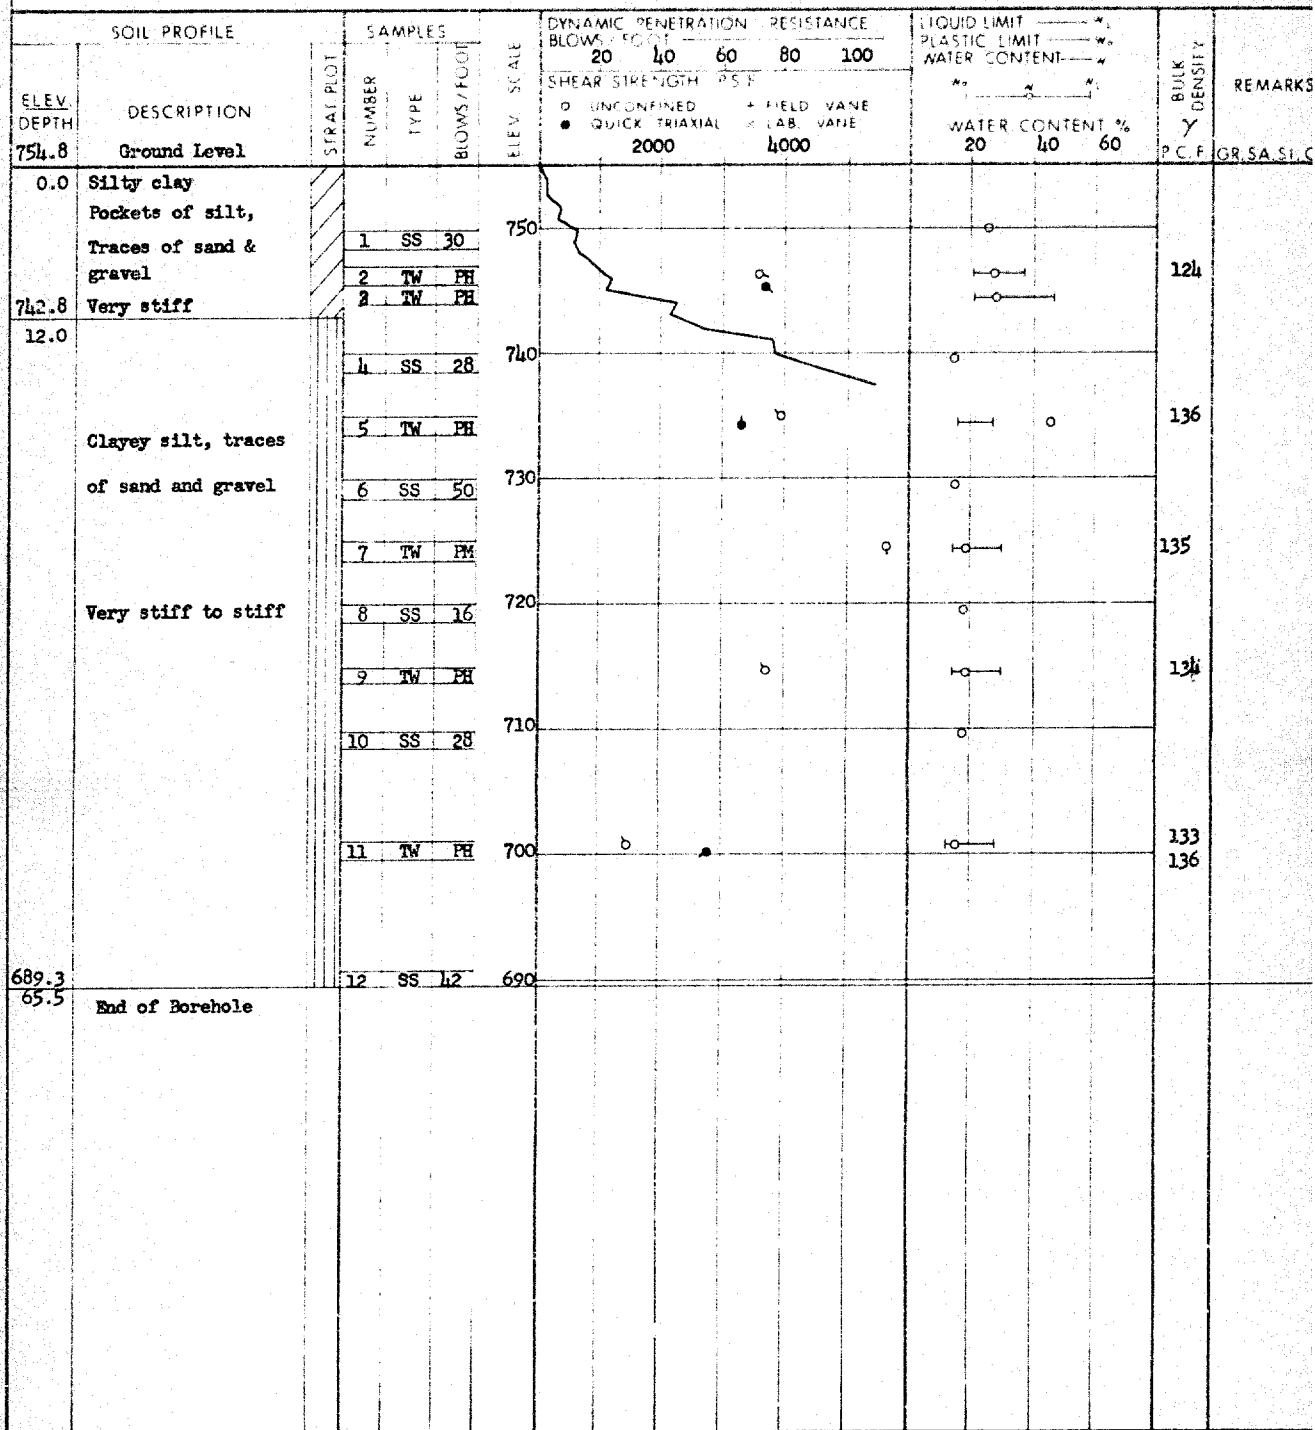 SOIL PROFILE
SAMPLES
ELEV. DEPTH
DESCRIPTION
STRAT PLOT
NUMBER
TYPE
BLOWS/FOOT
ELEV. SCALE
DYNAMIC PENETRATION RESISTANCE
BLOWS / FOOT
20 40 60 80 100
SHEAR STRENGTH P.S.F.
o UNCONFINED + FIELD VANE
● QUICK TRIAXIAL × LAB. VANE
2000 4000
LIQUID LIMIT
PLASTIC LIMIT
WATER CONTENT
WATER CONTENT %
20 40 60
BULK DENSITY
γ
P.C.F.
REMARKS
GR.SA.SI.C
754.8 Ground Level
0.0 Silty clay
Pockets of silt,
750
Traces of sand &
1 SS 30
gravel
2 TW PH
124
3 TW PH
742.8 Very stiff
12.0
740
4 SS 28
136
5 TW PH
Clayey silt, traces
730
of sand and gravel
6 SS 50
7 TW PM
135
720
Very stiff to stiff
8 SS 16
9 TW PH
134
710
10 SS 28
133
11 TW PH
700
136
689.3
12 SS 42
690
65.5
End of Borehole